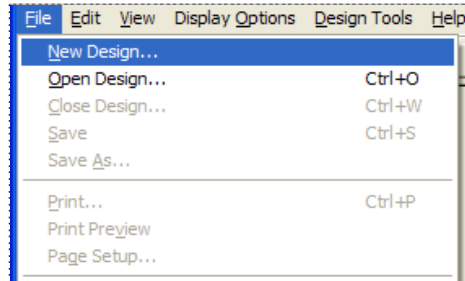 File Edit View Display Options Design Tools Help
New Design...
Open Design... Ctrl+O
Close Design... Ctrl+W
Save Ctrl+S
Save As...
Print... Ctrl+P
Print Preview
Page Setup...